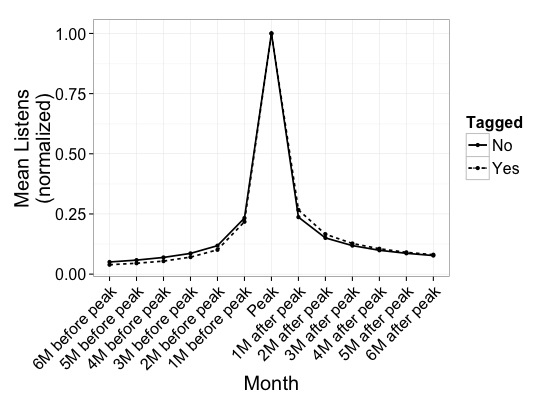 Mean Listens
(normalized)
1.00
0.75
0.50
0.25
0.00
6M before peak
5M before peak
4M before peak
3M before peak
2M before peak
1M before peak
Peak
1M after peak
2M after peak
3M after peak
4M after peak
5M after peak
6M after peak
Month
Tagged
No
Yes